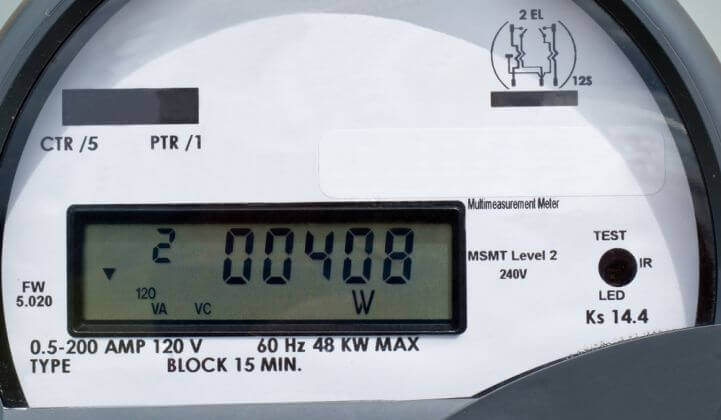 2 EL
12S
CTR /5 PTR /1
Multimeasurement Meter
2 00408
MSMT Level 2
240V
TEST
IR
LED
Ks 14.4
FW
5.020
120
VA VC W
0.5-200 AMP 120 V 60 Hz 48 KW MAX
TYPE BLOCK 15 MIN.